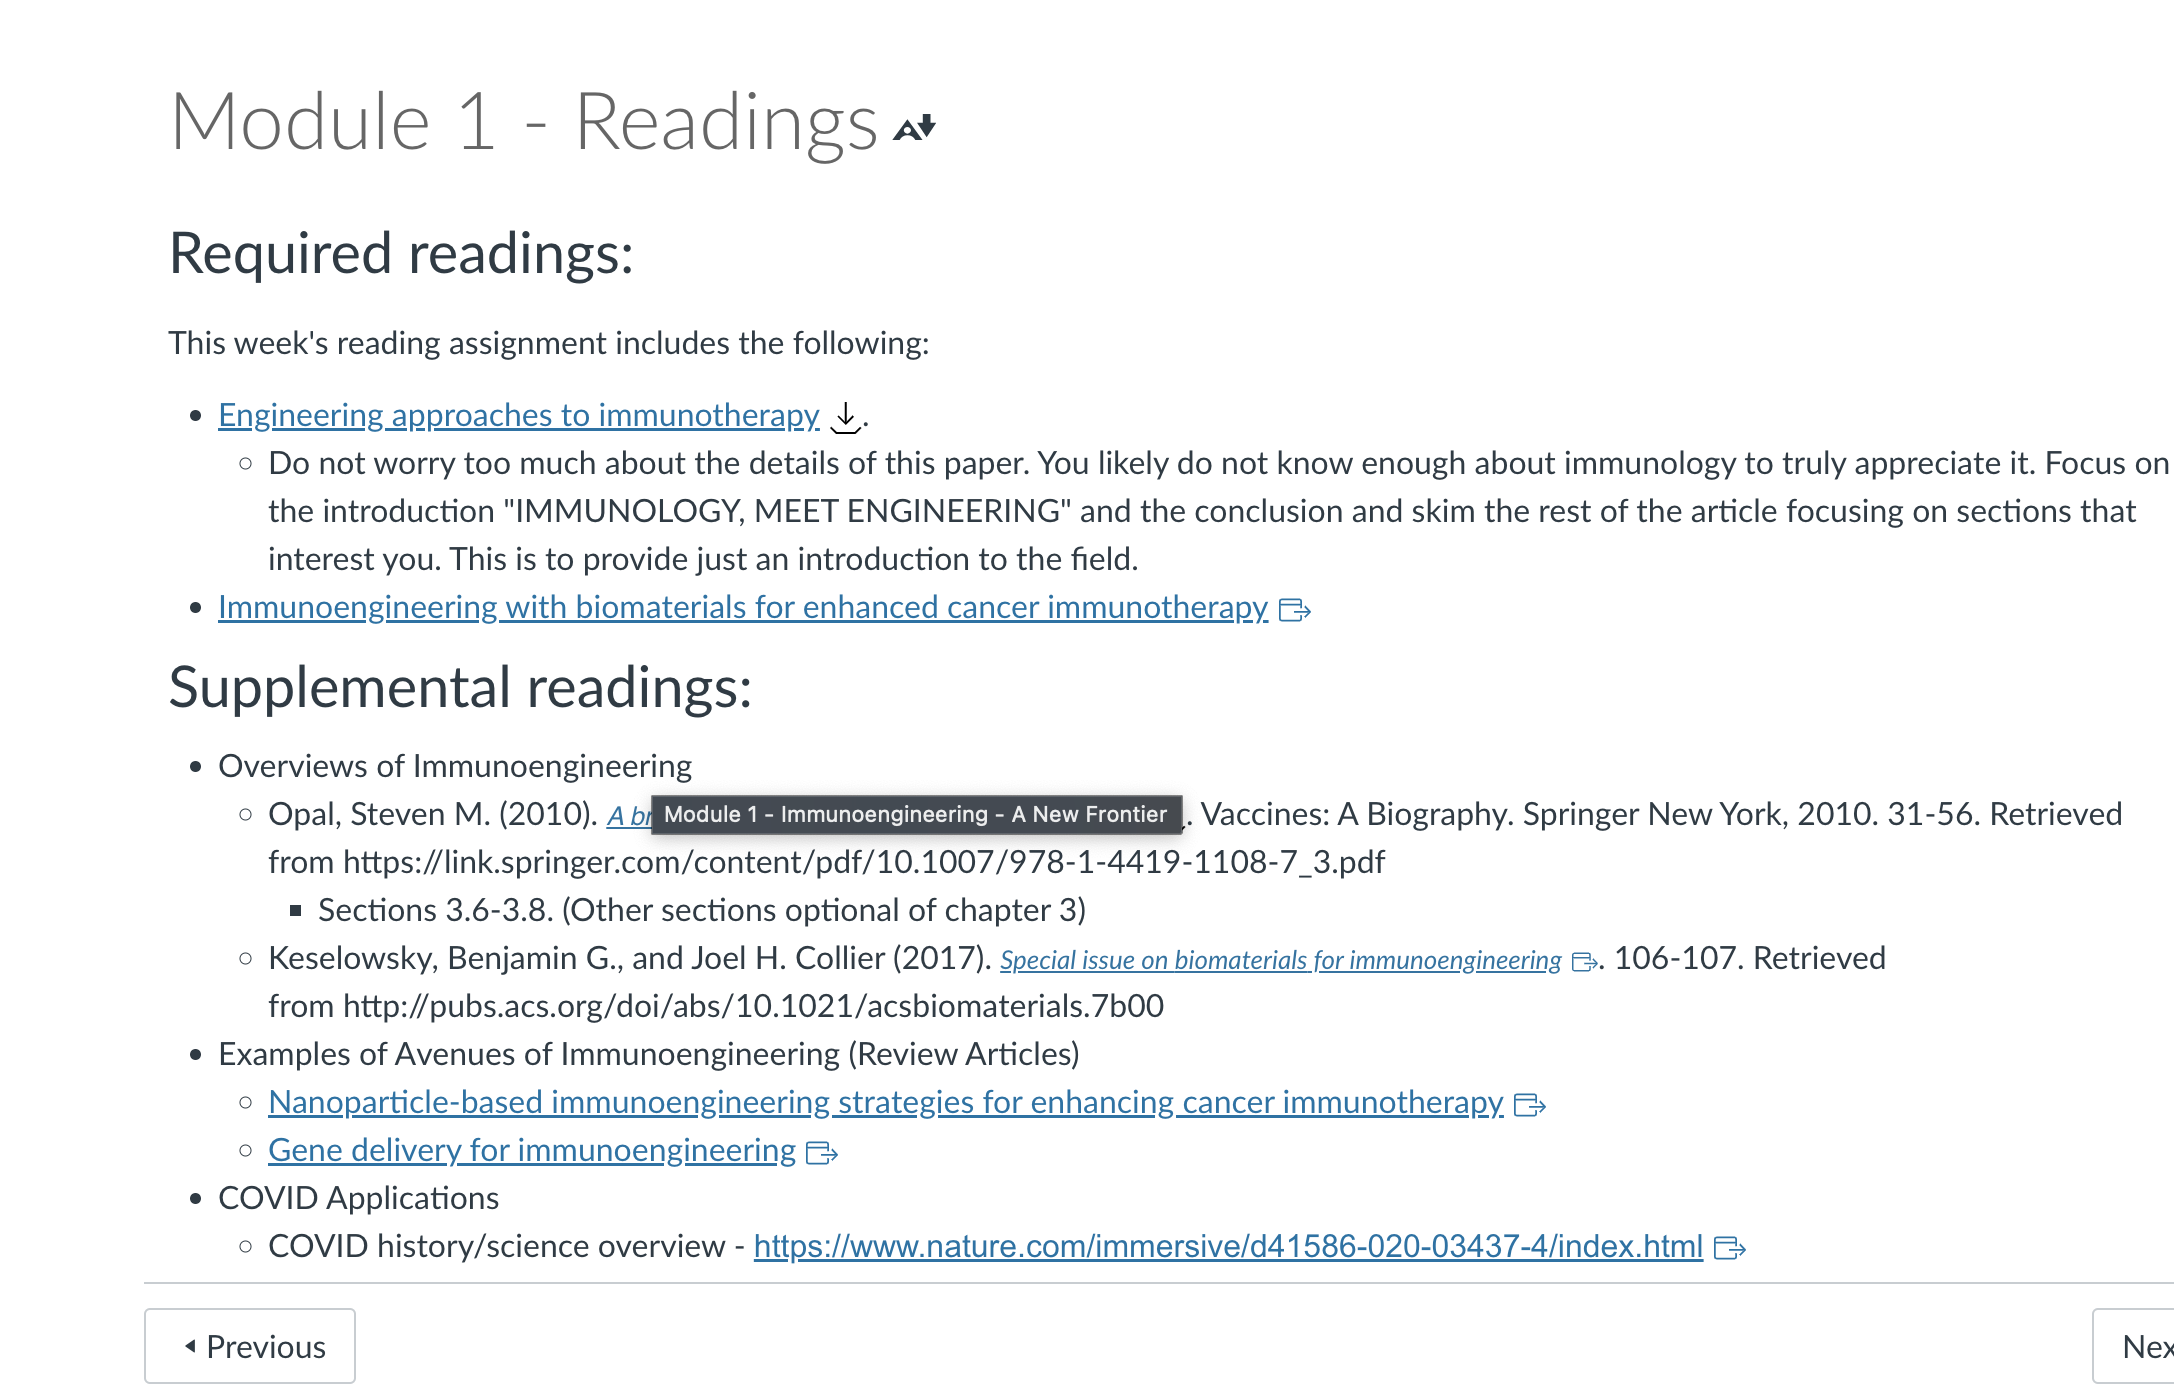 Module 1 - Readings
Required readings:
This week's reading assignment includes the following:
Engineering approaches to immunotherapy .
Do not worry too much about the details of this paper. You likely do not know enough about immunology to truly appreciate it. Focus on
the introduction "IMMUNOLOGY, MEET ENGINEERING" and the conclusion and skim the rest of the article focusing on sections that
interest you. This is to provide just an introduction to the field.
Immunoengineering with biomaterials for enhanced cancer immunotherapy
Supplemental readings:
Overviews of Immunoengineering
Opal, Steven M. (2010). A Module 1 - Immunoengineering - A New Frontier . Vaccines: A Biography. Springer New York, 2010. 31-56. Retrieved
from https://link.springer.com/content/pdf/10.1007/978-1-4419-1108-7_3.pdf
Sections 3.6-3.8. (Other sections optional of chapter 3)
Keselowsky, Benjamin G., and Joel H. Collier (2017). Special issue on biomaterials for immunoengineering . 106-107. Retrieved
from http://pubs.acs.org/doi/abs/10.1021/acsbiomaterials.7b00
Examples of Avenues of Immunoengineering (Review Articles)
Nanoparticle-based immunoengineering strategies for enhancing cancer immunotherapy
Gene delivery for immunoengineering
COVID Applications
COVID history/science overview - https://www.nature.com/immersive/d41586-020-03437-4/index.html
Previous
Nex